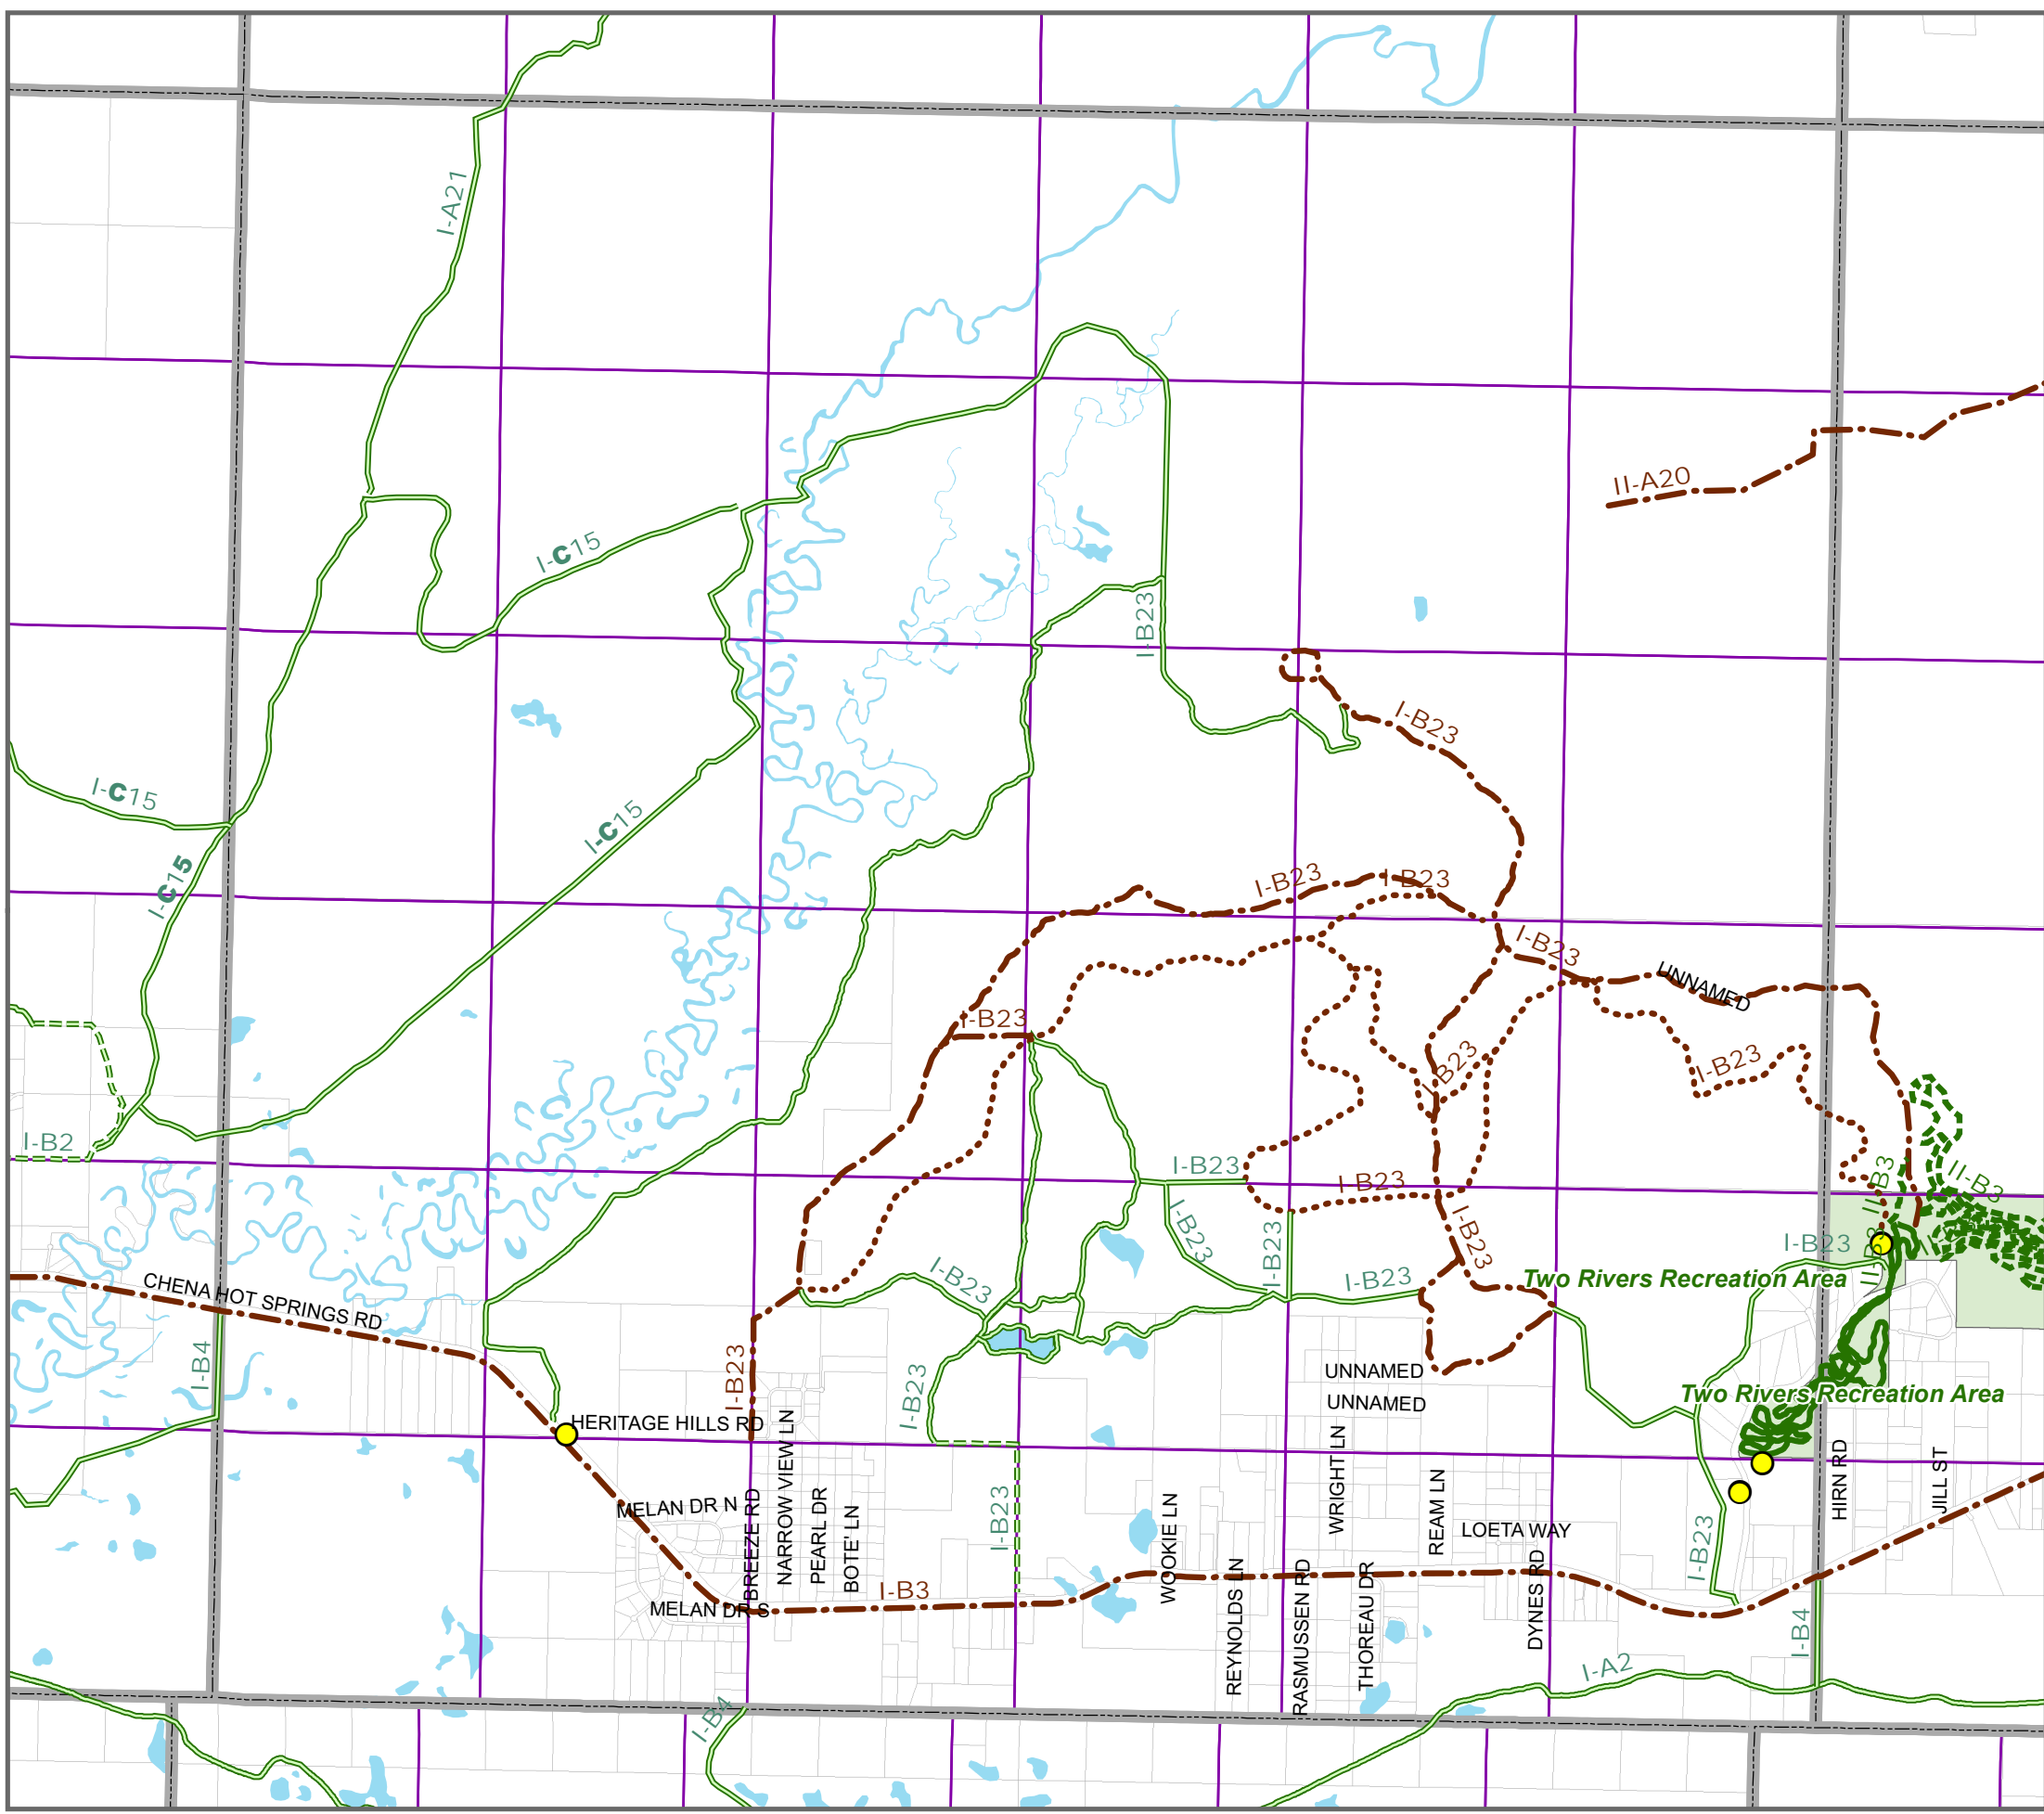 I-A21
II-A20
I-C15
I-B23
I-B23
I-C15
I-C15
I-C15
I-B23
I-B23
I-B23
UNNAMED
I-B23
I-B23
I-B23
I-B2
I-B23
I-B23
II-B3
II-B3
I-B23
I-B23
I-B23
I-B23
II-B3
I-B23
I-B23
Two Rivers Recreation Area
CHENA HOT SPRINGS RD
I-B4
I-B23
I-B23
UNNAMED
UNNAMED
Two Rivers Recreation Area
HERITAGE HILLS RD
NARROW VIEW LN
WRIGHT LN
HIRN RD
JILL ST
MELAN DR N
BREEZE RD
PEARL DR
BOTE' LN
I-B23
WOOKIE LN
REAM LN
LOETA WAY
I-B23
I-B3
MELAN DR S
REYNOLDS LN
RASMUSSEN RD
THOREAU DR
DYNES RD
I-B4
I-A2
I-B4